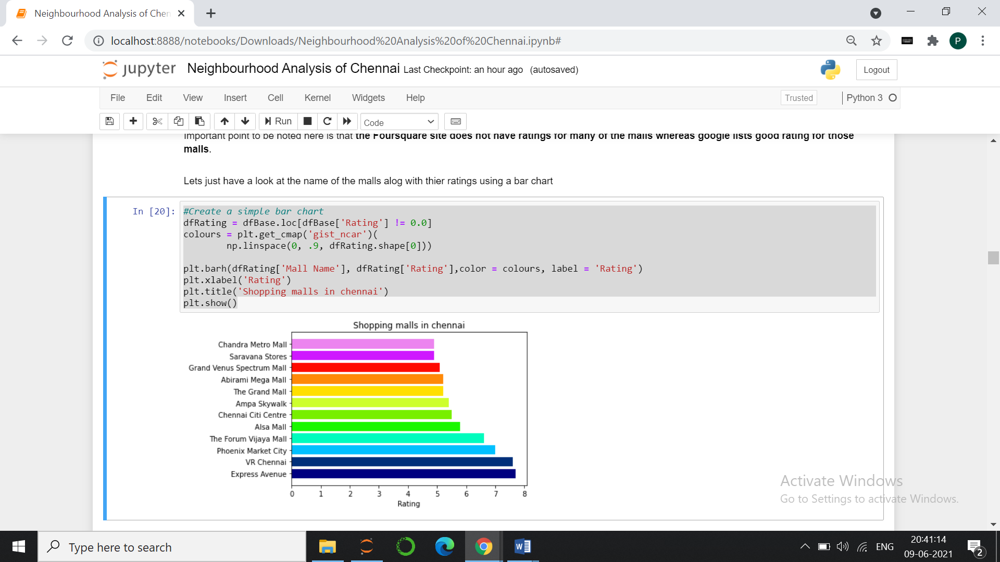 Neighbourhood Analysis of Chen
localhost:8888/notebooks/Downloads/Neighbourhood%20Analysis%20of%20Chennai.ipynb#
P
jupyter Neighbourhood Analysis of Chennai Last Checkpoint: an hour ago (autosaved)
Logout
File Edit View Insert Cell Kernel Widgets Help
Trusted Python 3
Run Code
Important point to be noted here is that the Foursquare site does not have ratings for many of the malls whereas google lists good rating for those
malls.
Lets just have a look at the name of the malls alog with thier ratings using a bar chart
In [20]:
#Create a simple bar chart
dfRating = dfBase.loc[dfBase['Rating'] != 0.0]
colours = plt.get_cmap('gist_ncar')(
np.linspace(0, .9, dfRating.shape[0]))
plt.barh(dfRating['Mall Name'], dfRating['Rating'],color = colours, label = 'Rating')
plt.xlabel('Rating')
plt.title('Shopping malls in chennai')
plt.show()
Shopping malls in chennai
Chandra Metro Mall
Saravana Stores
Grand Venus Spectrum Mall
Abirami Mega Mall
The Grand Mall
Ampa Skywalk
Chennai Citi Centre
Alsa Mall
The Forum Vijaya Mall
Phoenix Market City
VR Chennai
Express Avenue
0 1 2 3 4 5 6 7 8
Rating
Activate Windows
Go to Settings to activate Windows.
Type here to search
W
ENG
20:41:14
09-06-2021
2